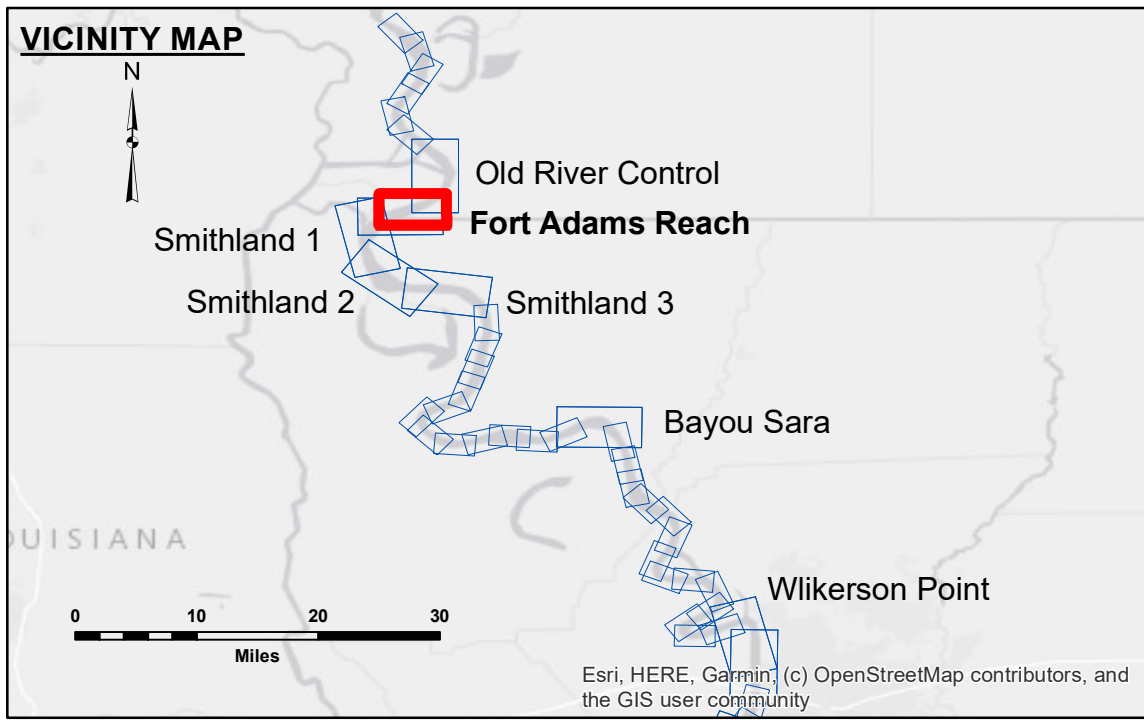 VICINITY MAP
N
Old River Control
Fort Adams Reach
Smithland 1
Smithland 2
Smithland 3
Bayou Sara
OUISIANA
Wlikerson Point
0 10 20 30
Miles
Esri, HERE, Garmin, (c) OpenStreetMap contributors, and
the GIS user community